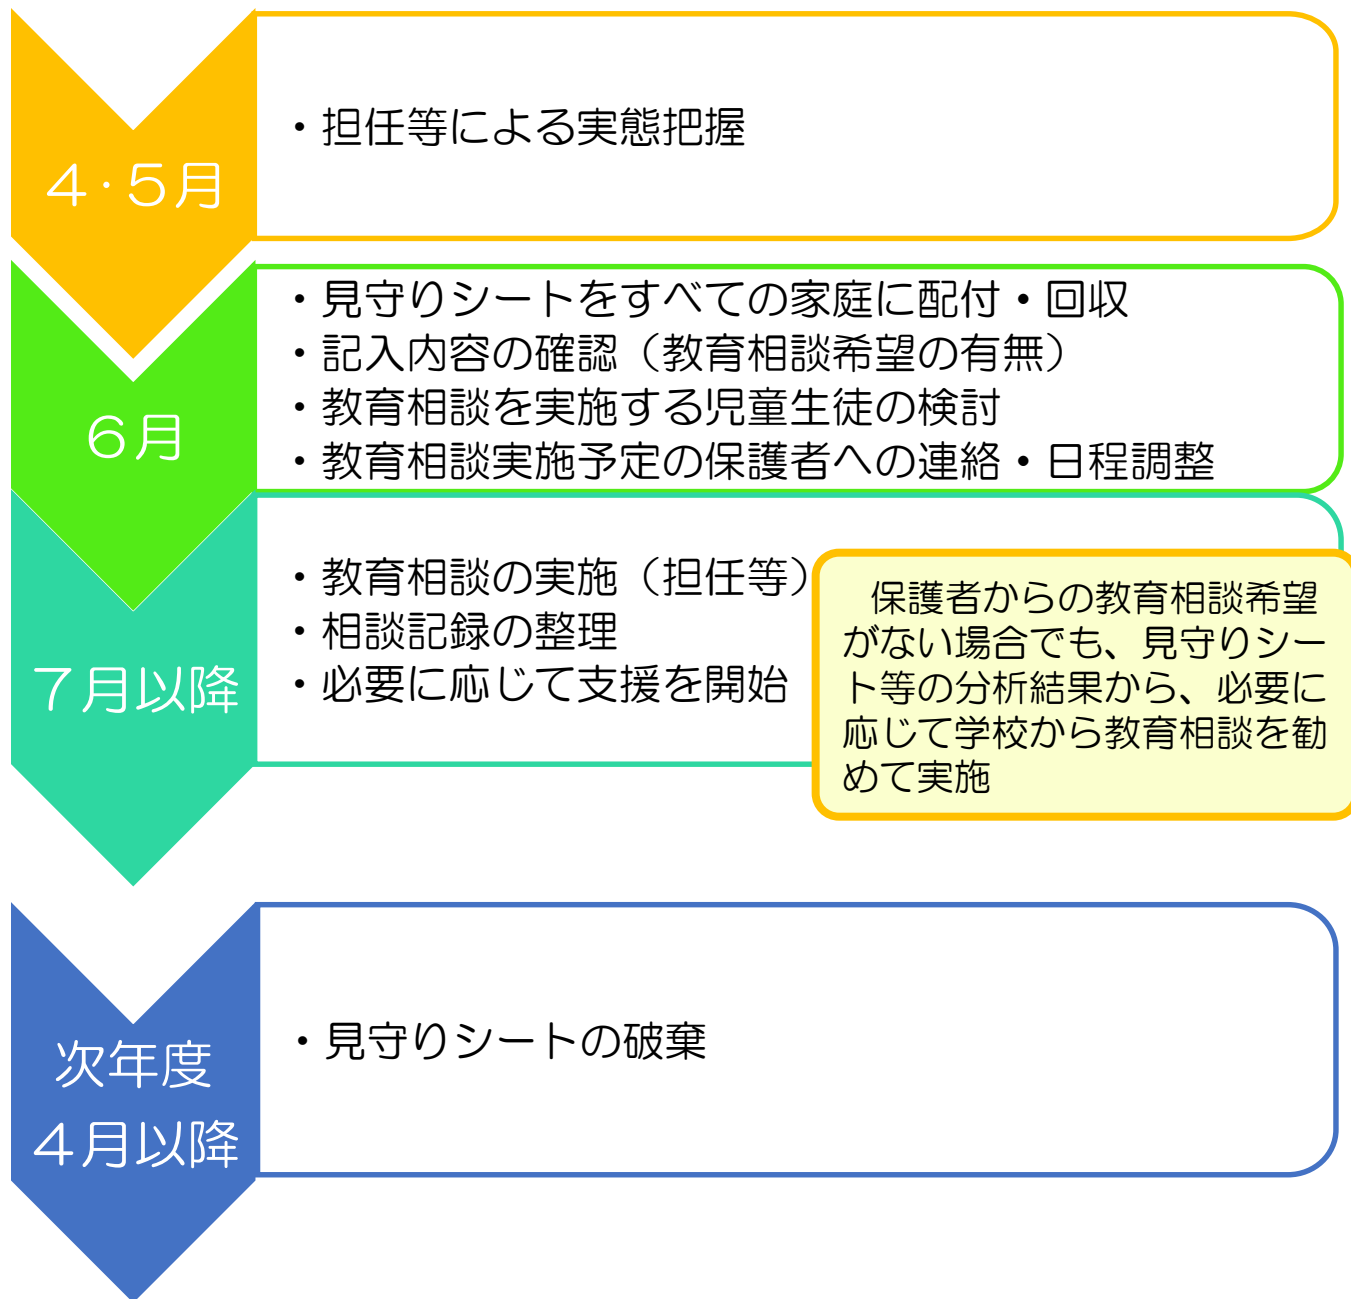 ４・５月
・担任等による実態把握
６月
・見守りシートをすべての家庭に配付・回収
・記入内容の確認（教育相談希望の有無）
・教育相談を実施する児童生徒の検討
・教育相談実施予定の保護者への連絡・日程調整
７月以降
・教育相談の実施（担任等）
・相談記録の整理
・必要に応じて支援を開始
保護者からの教育相談希望
がない場合でも、見守りシー
ト等の分析結果から、必要に
応じて学校から教育相談を勧
めて実施
次年度
４月以降
・見守りシートの破棄